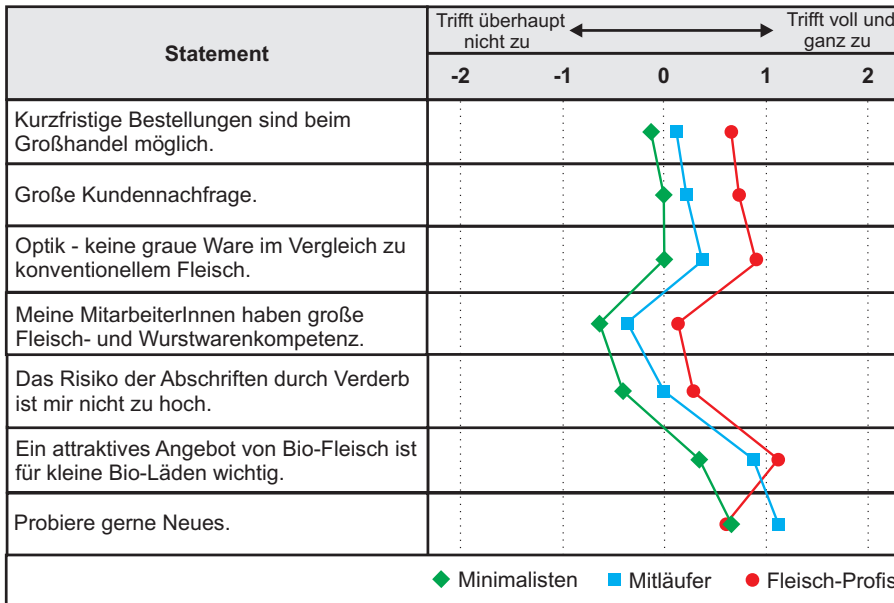 Statement
Trifft überhaupt nicht zu
Trifft voll und ganz zu
-2 -1 0 1 2
Kurzfristige Bestellungen sind beim
Großhandel möglich.
Große Kundennachfrage.
Optik - keine graue Ware im Vergleich zu
konventionellem Fleisch.
Meine MitarbeiterInnen haben große
Fleisch- und Wurstwarenkompetenz.
Das Risiko der Abschriften durch Verderb
ist mir nicht zu hoch.
Ein attraktives Angebot von Bio-Fleisch ist
für kleine Bio-Läden wichtig.
Probiere gerne Neues.
Minimalisten Mitläufer Fleisch-Profis